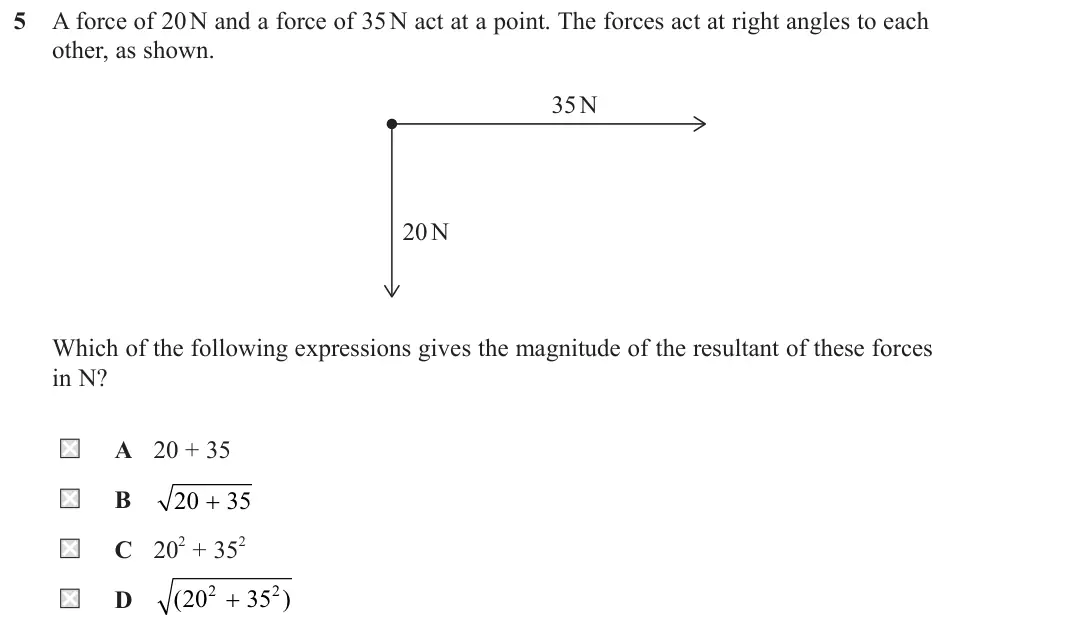 5 A force of 20 N and a force of 35 N act at a point. The forces act at right angles to each
other, as shown.
35 N
20 N
Which of the following expressions gives the magnitude of the resultant of these forces
in N?
A 20 + 35
B √20 + 35
C 20² + 35²
D √(20² + 35²)